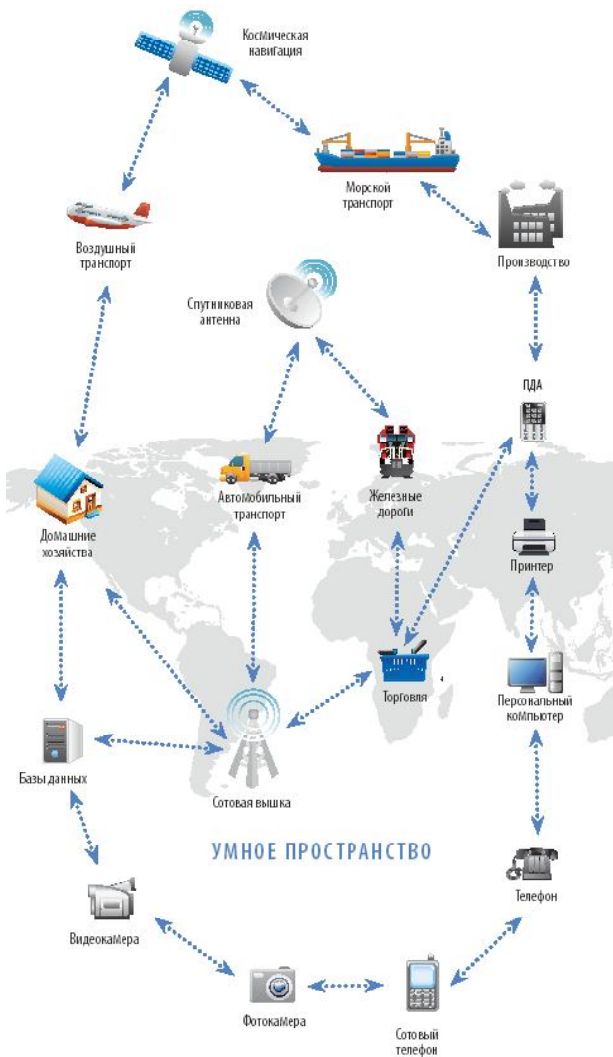 Космическая
навигация
Морской
транспорт
Воздушный
транспорт
Производство
Спутниковая
антенна
ПДА
Автомобильный
транспорт
Железные
дороги
Домашние
хозяйства
Принтер
Торговля
Персональный
компьютер
Базы данных
Сотовая вышка
УМНОЕ ПРОСТРАНСТВО
Телефон
Видеокамера
Фотокамера
Сотовый
телефон